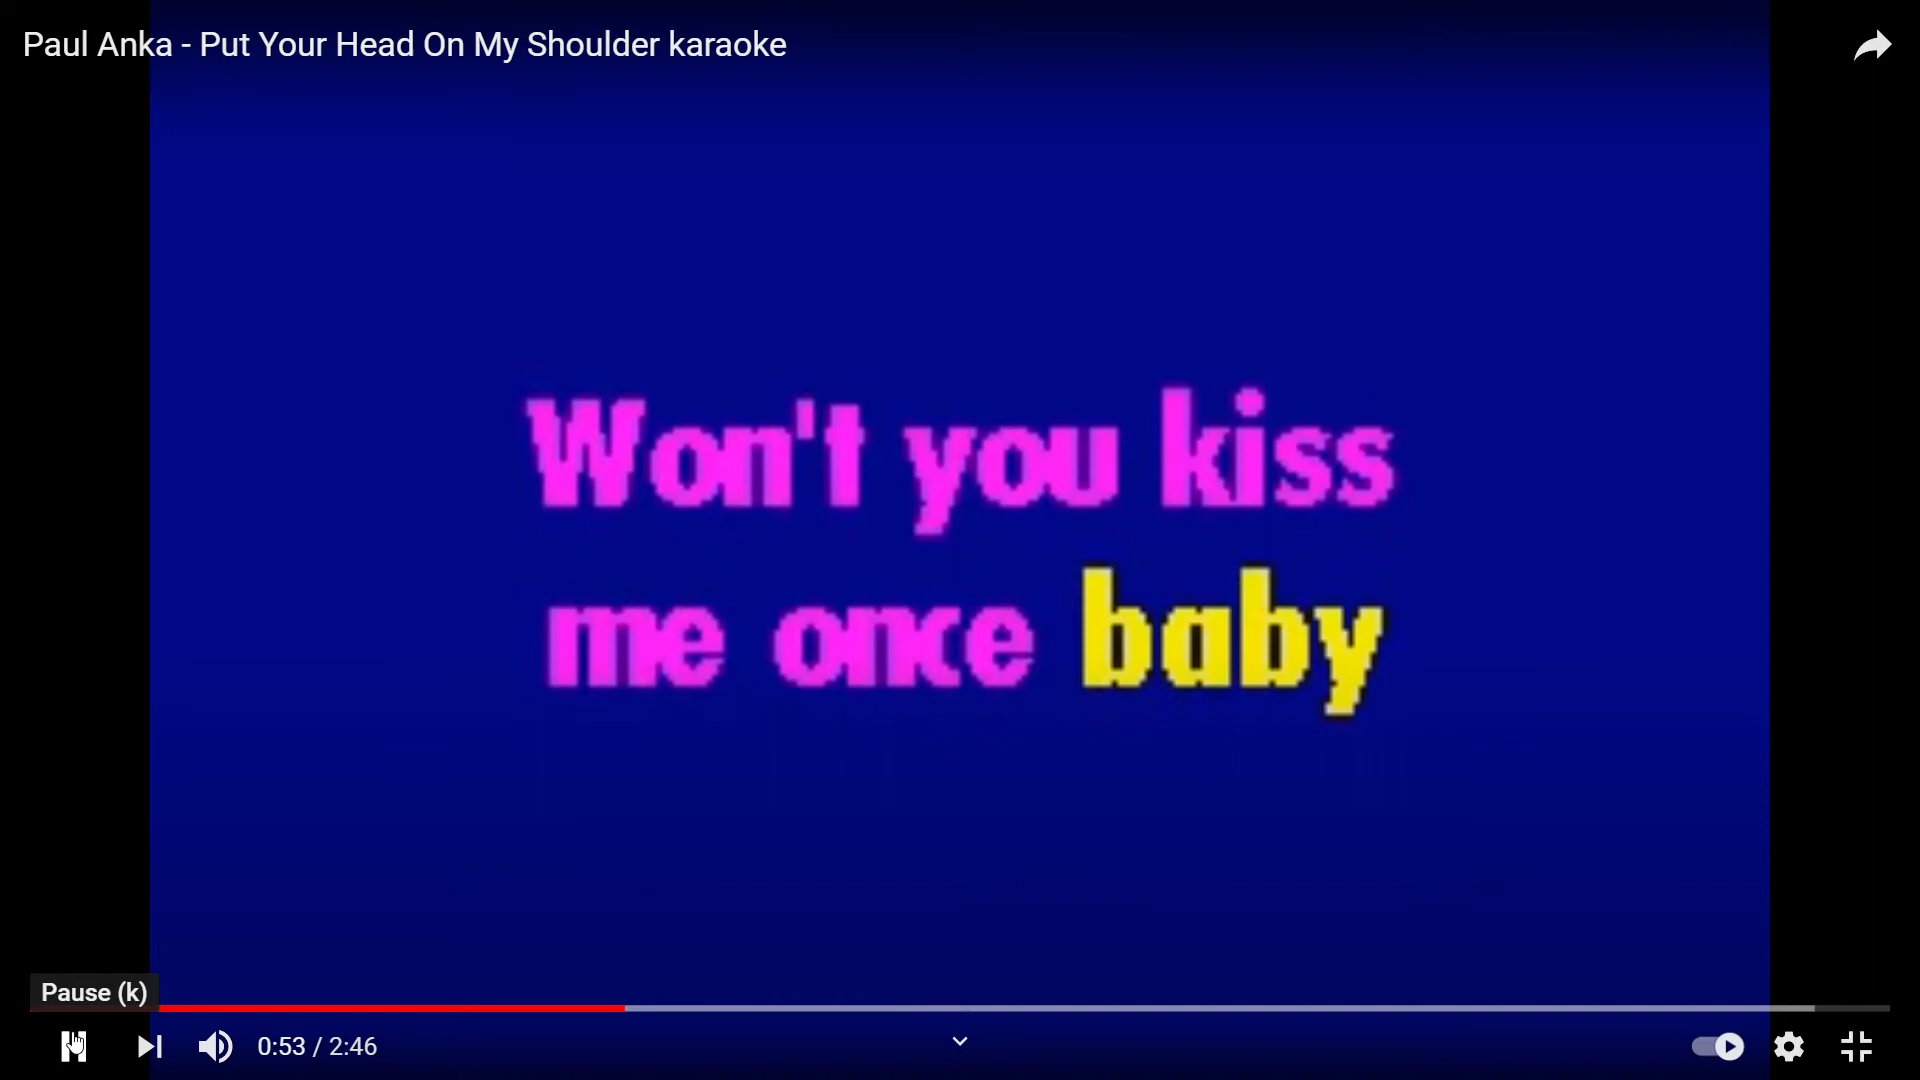 Paul Anka - Put Your Head On My Shoulder karaoke
Won't you kiss
me once baby
Pause (k)
0:53 / 2:46